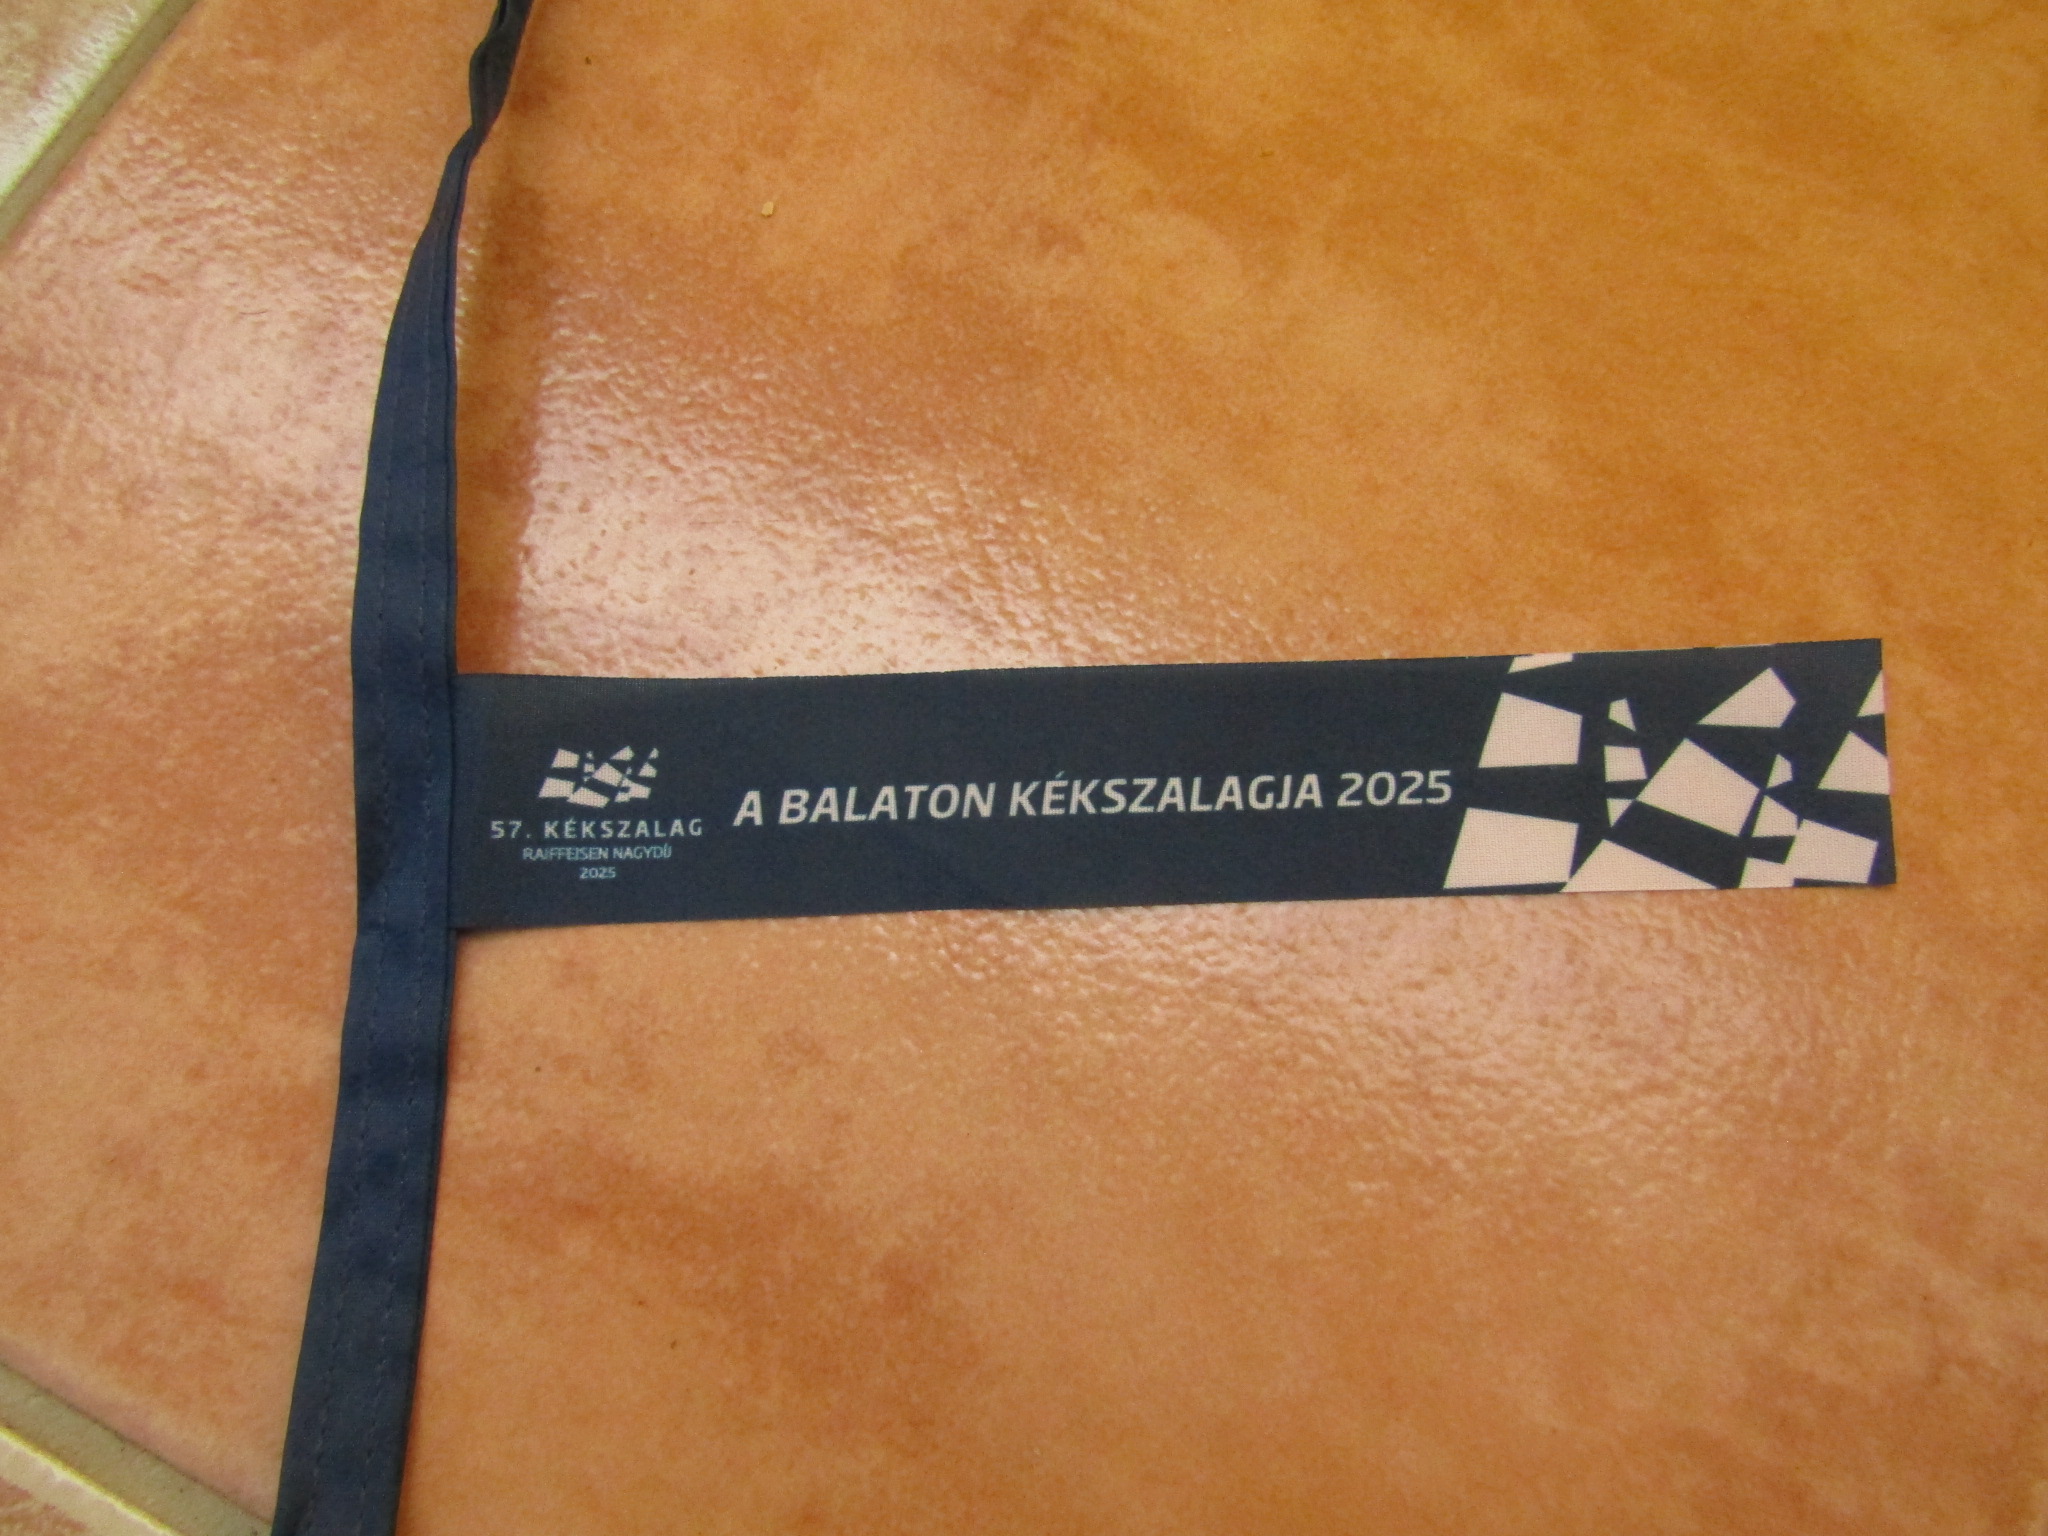 57. KÉKSZALAG
RAIFFEISEN NAGYDÍJ
2025
A BALATON KÉKSZALAGJA 2025